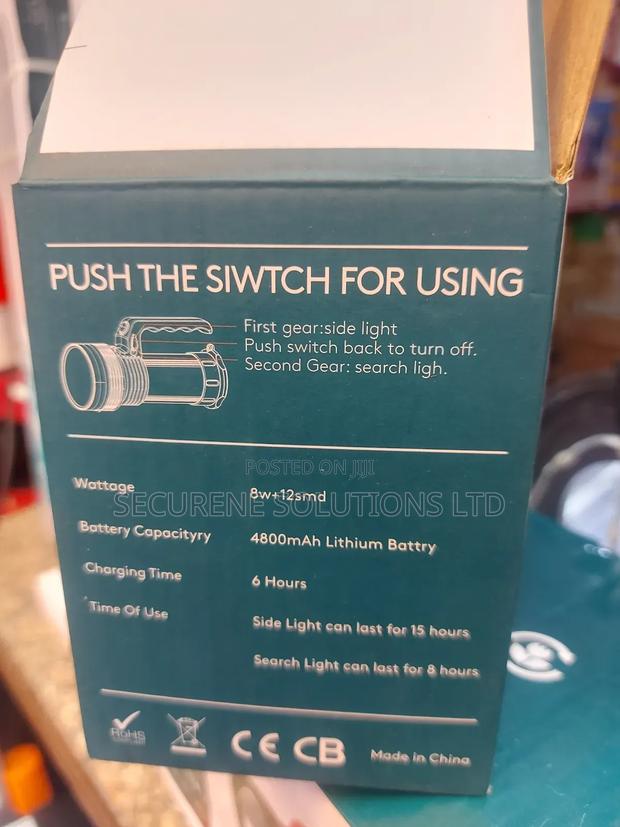 PUSH THE SIWTCH FOR USING
First gear:side light
Push switch back to turn off.
Second Gear: search ligh.
POSTED ON JIJI
SECURENE SOLUTIONS LTD
Wattage 8w+12smd
Battery Capacityry 4800mAh Lithium Battry
Charging Time 6 Hours
Time Of Use Side Light can last for 15 hours
Search Light can last for 8 hours
RoHS
CE CB Made in China